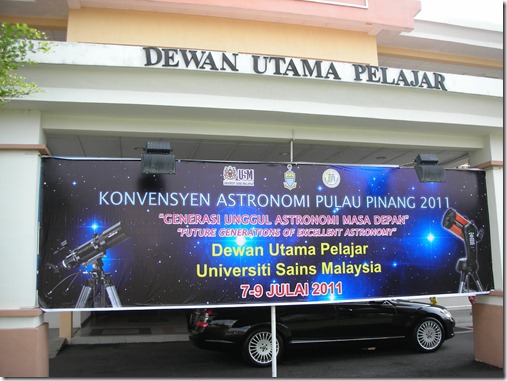 DEWAN UTAMA PELAJAR
USM
KONVENSYEN ASTRONOMI PULAU PINANG 2011
"GENERASI UNGGUL ASTRONOMI MASA DEPAN"
"FUTURE GENERATIONS OF EXCELLENT ASTRONOMY"
Dewan Utama Pelajar
Universiti Sains Malaysia
7-9 JULAI 2011